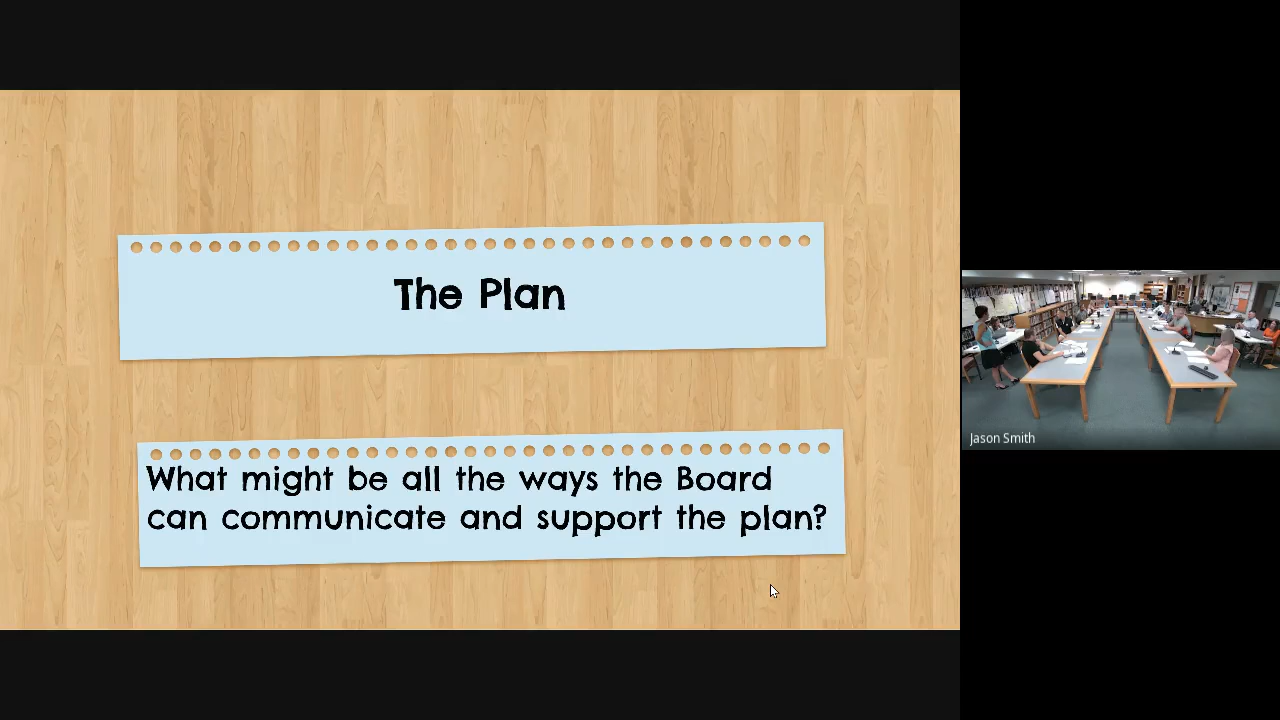 The Plan
What might be all the ways the Board
can communicate and support the plan?
Jason Smith